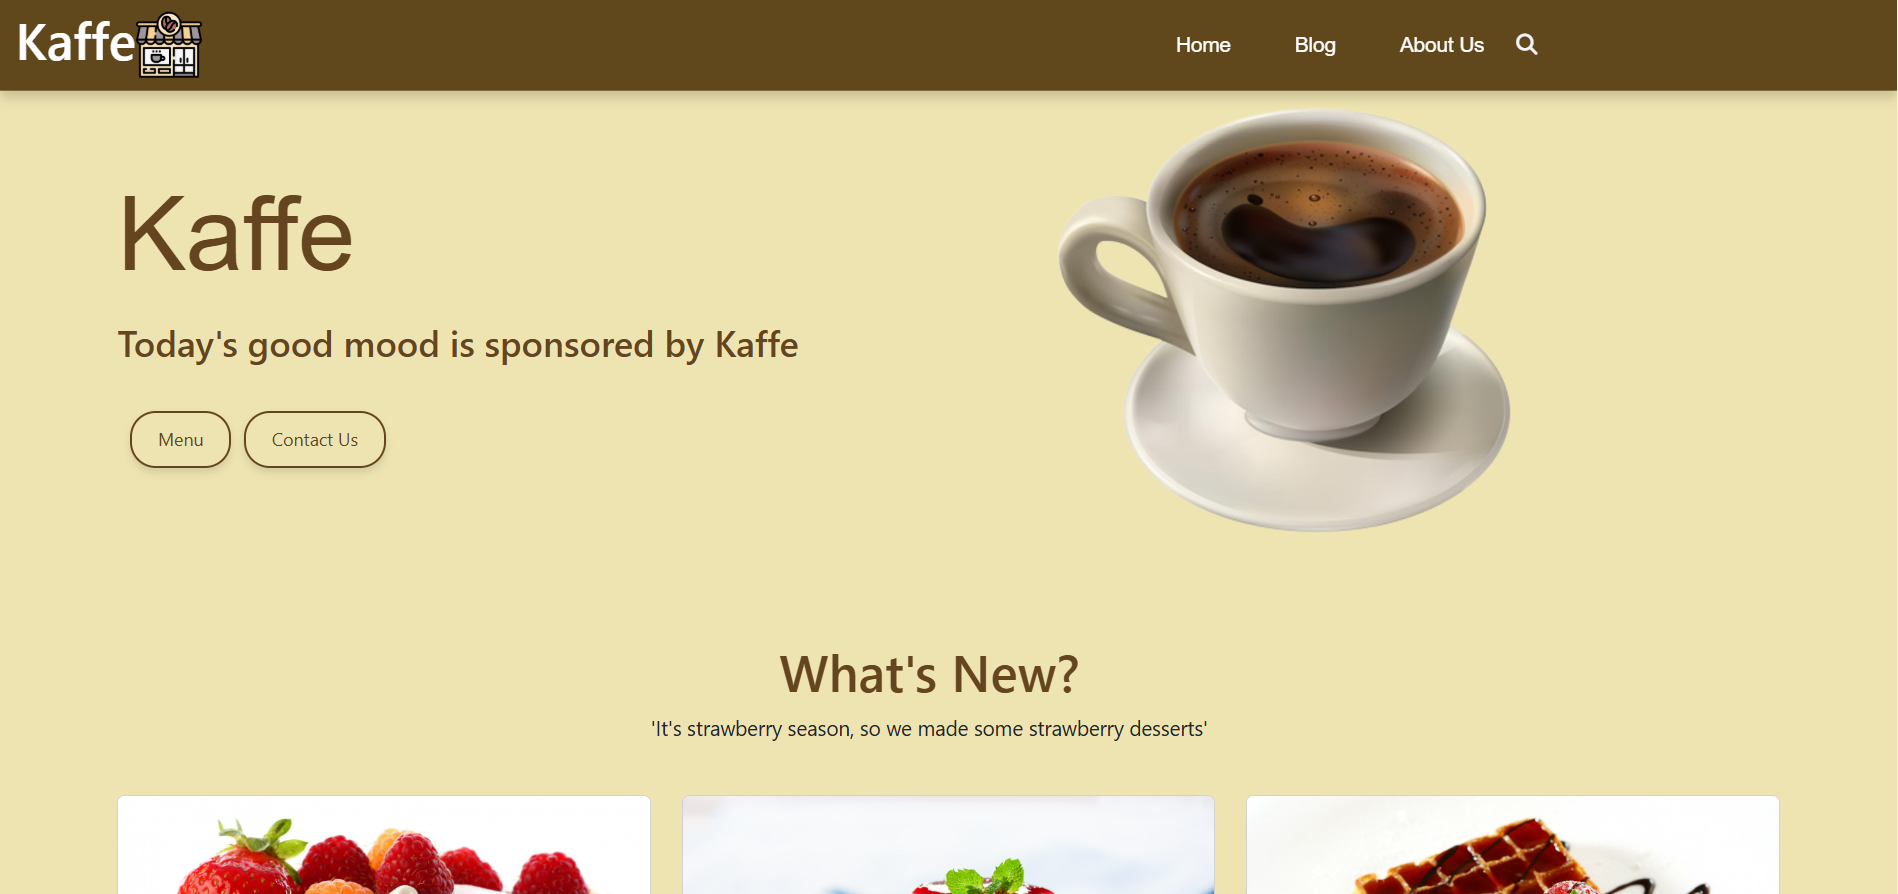 Kaffe
Home Blog About Us
Kaffe
Today's good mood is sponsored by Kaffe
Menu Contact Us
What's New?
'It's strawberry season, so we made some strawberry desserts'